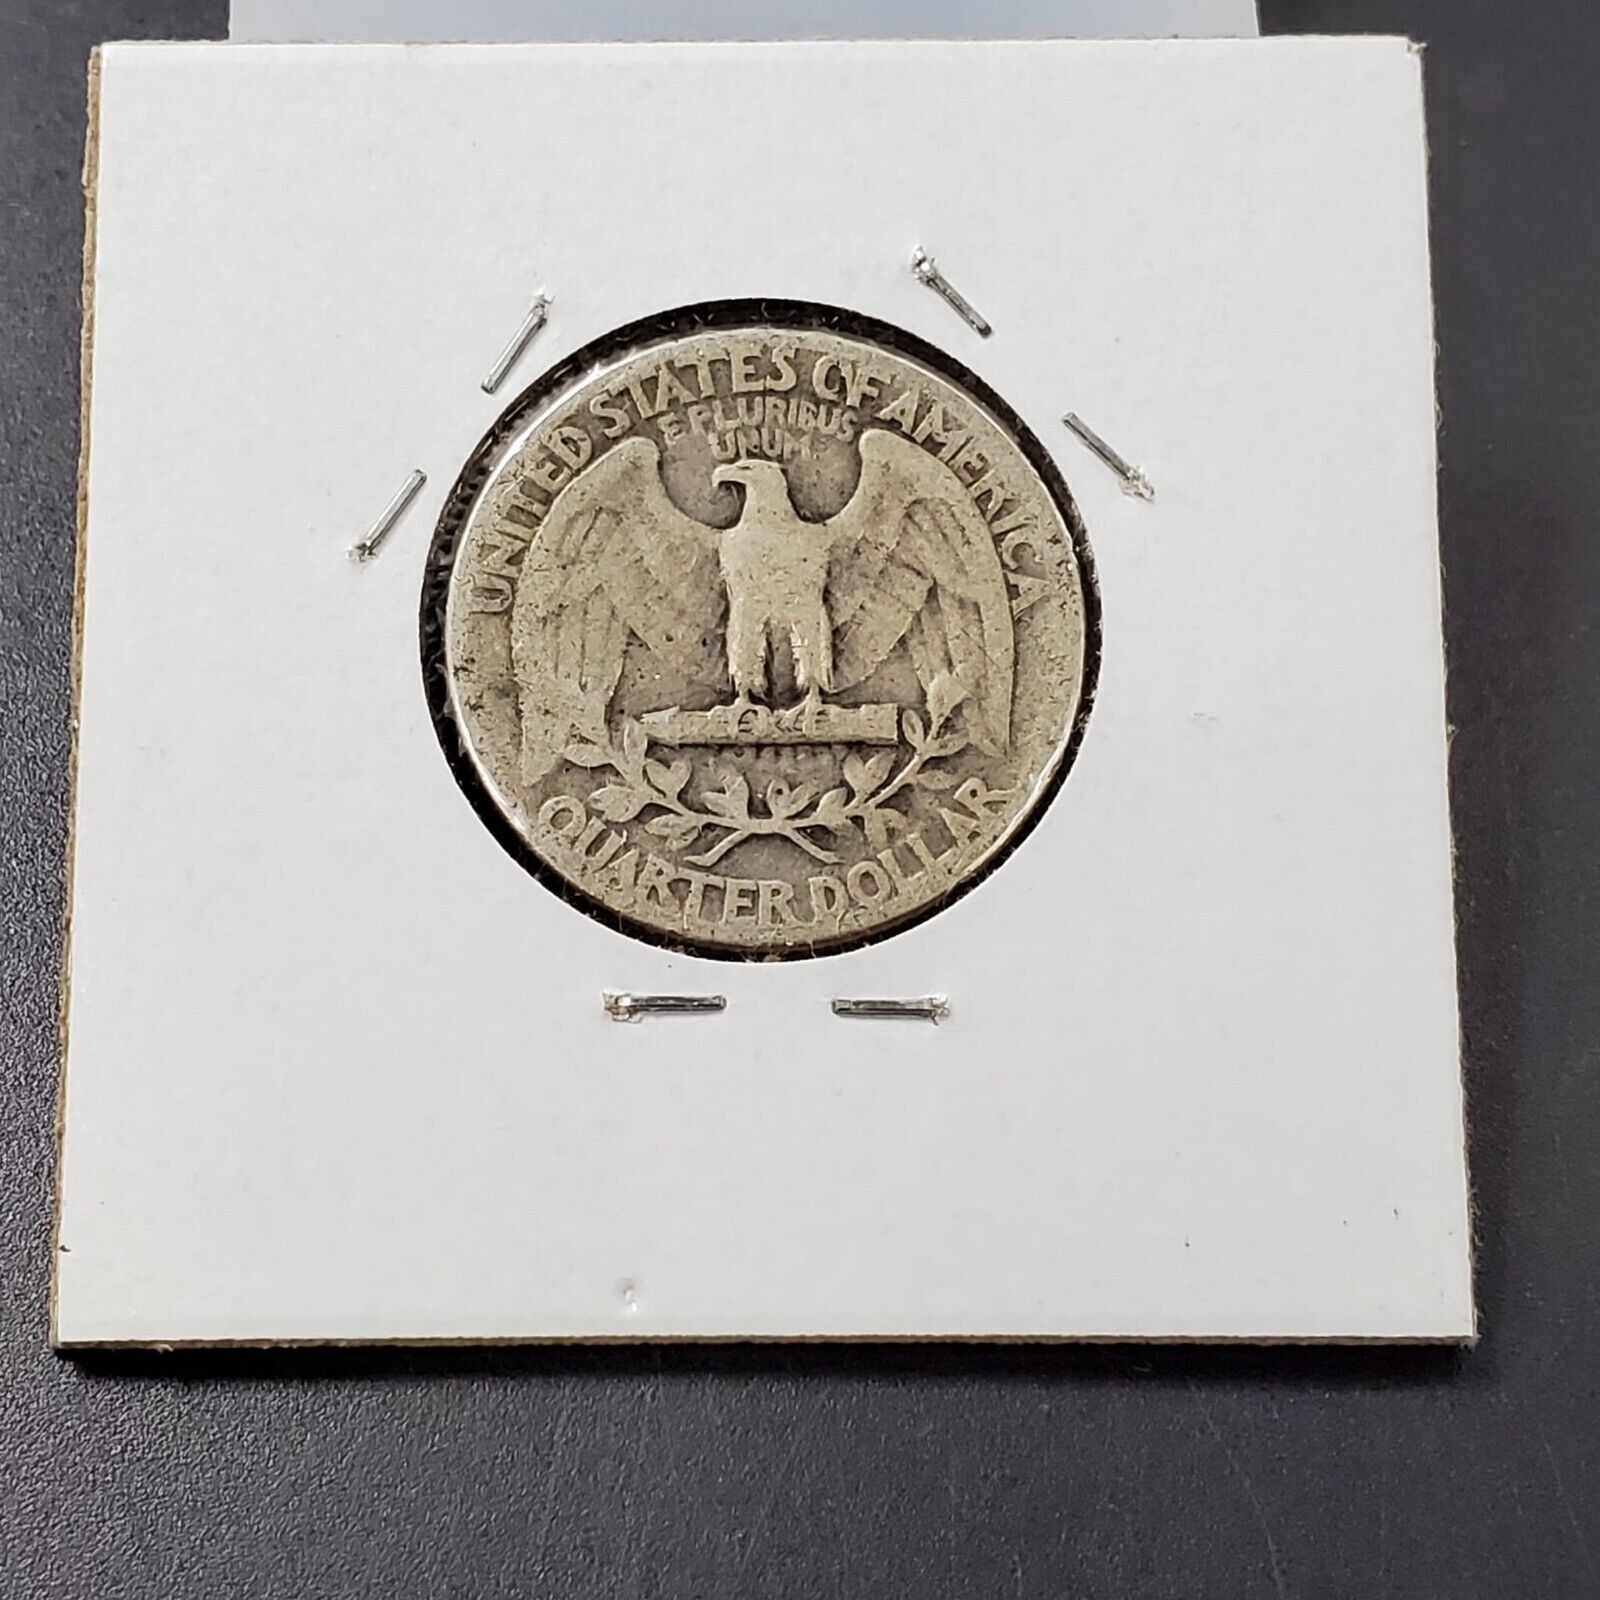 UNITED STATES OF AMERICA
E PLURIBUS
UNUM
QUARTER DOLLAR